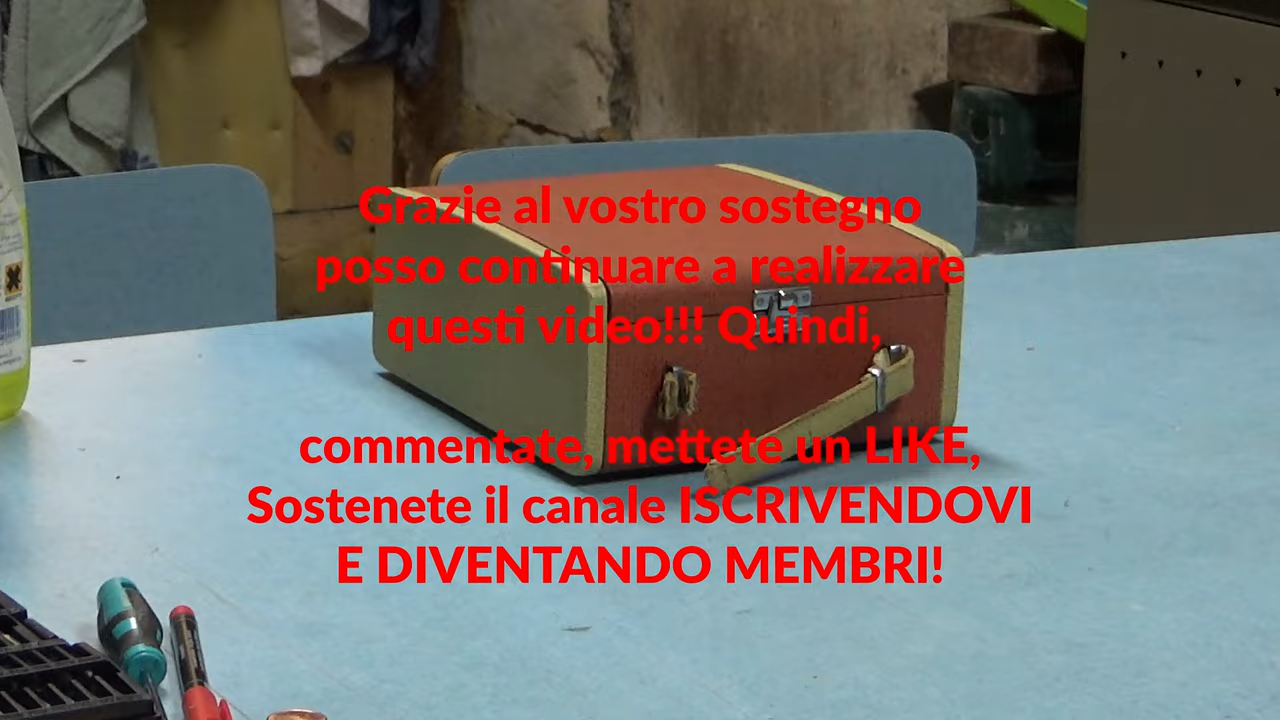 Grazie al vostro sostegno
posso continuare a realizzare
questi video!!! Quindi,
commentate, mettete un LIKE,
Sostenete il canale ISCRIVENDOVI
E DIVENTANDO MEMBRI!